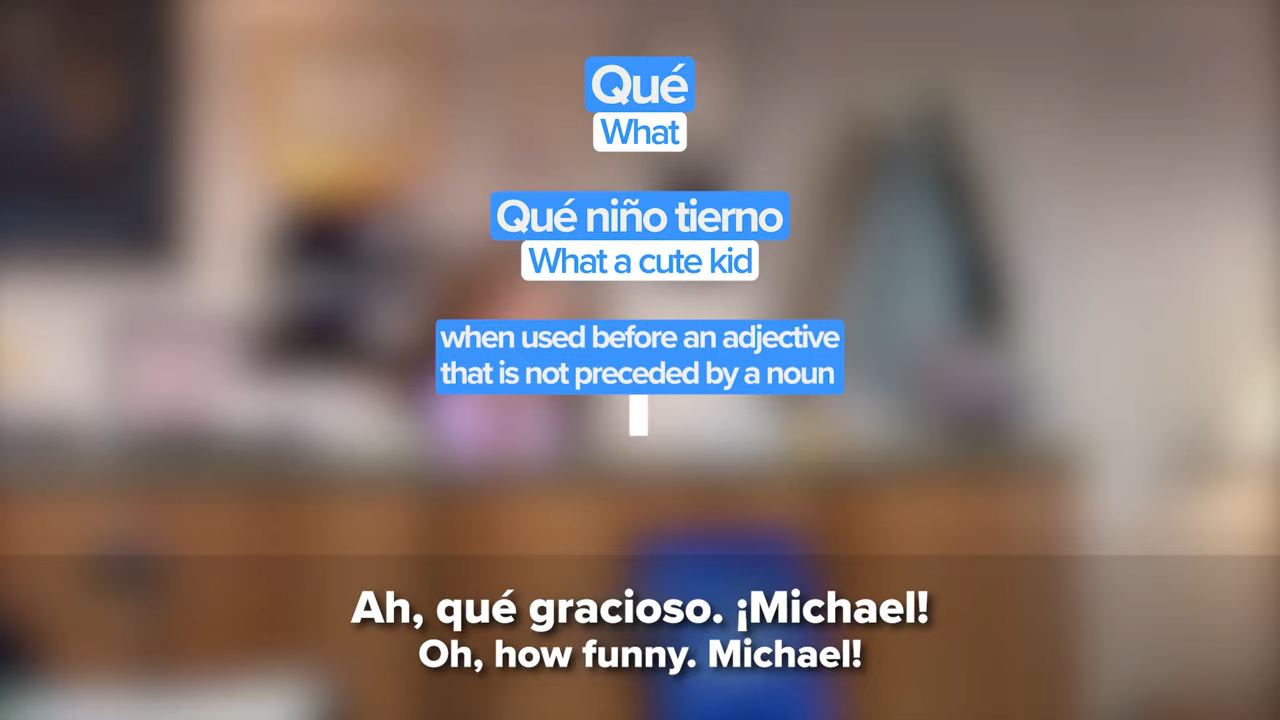 Qué
What
Qué niño tierno
What a cute kid
when used before an adjective
that is not preceded by a noun
Ah, qué gracioso. ¡Michael!
Oh, how funny. Michael!